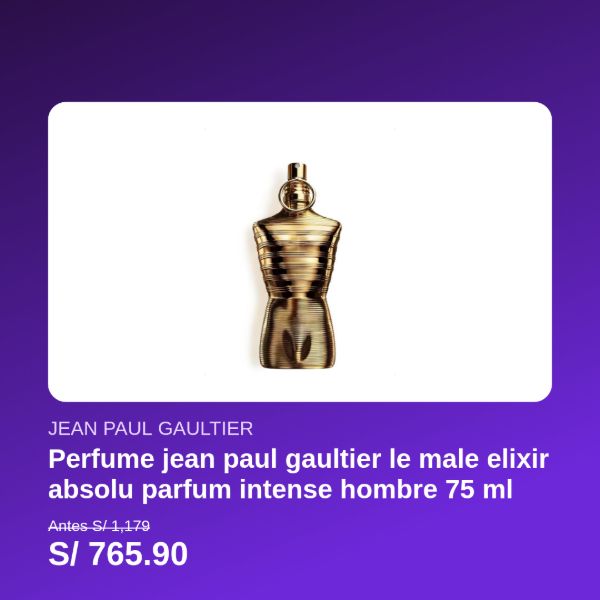 JEAN PAUL GAULTIER
Perfume jean paul gaultier le male elixir
absolu parfum intense hombre 75 ml
Antes S/ 1,179
S/ 765.90